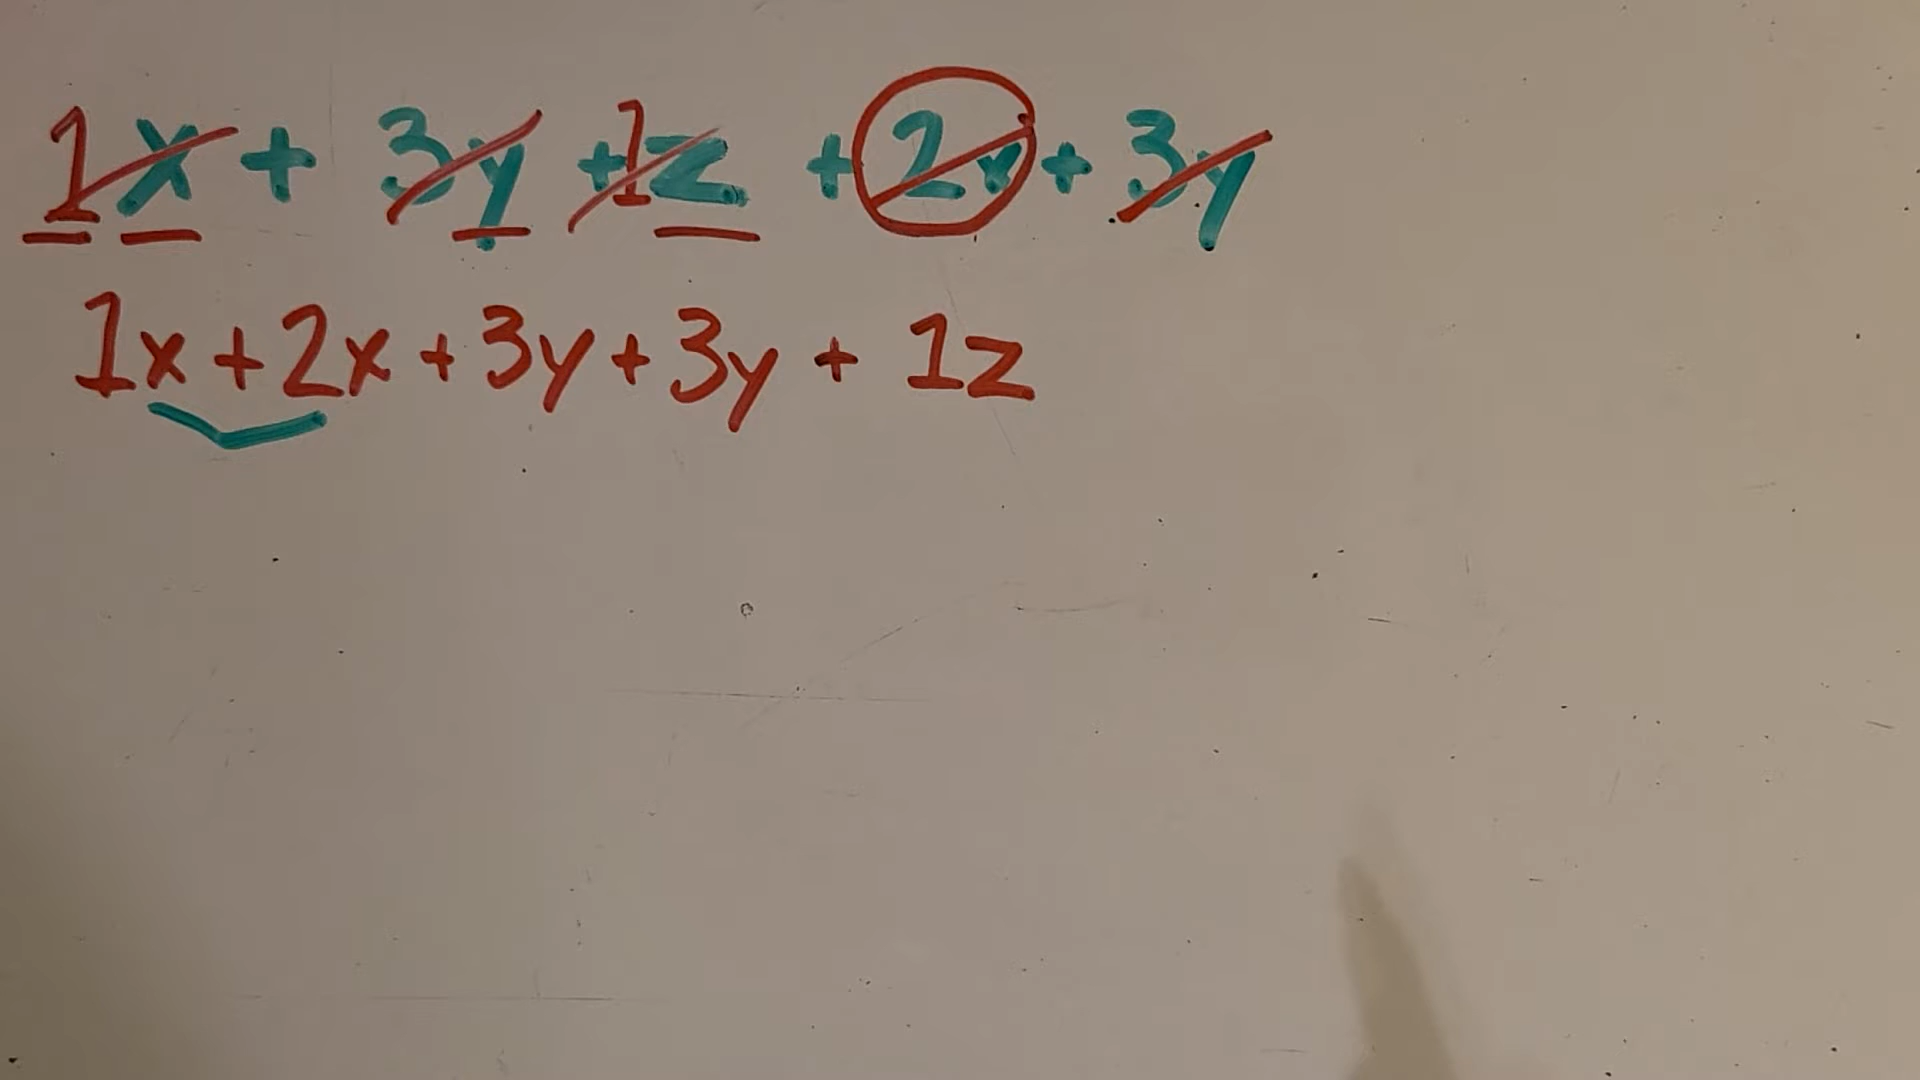 1x + 3y + 1z + 2x + 3y
1x + 2x + 3y + 3y + 1z